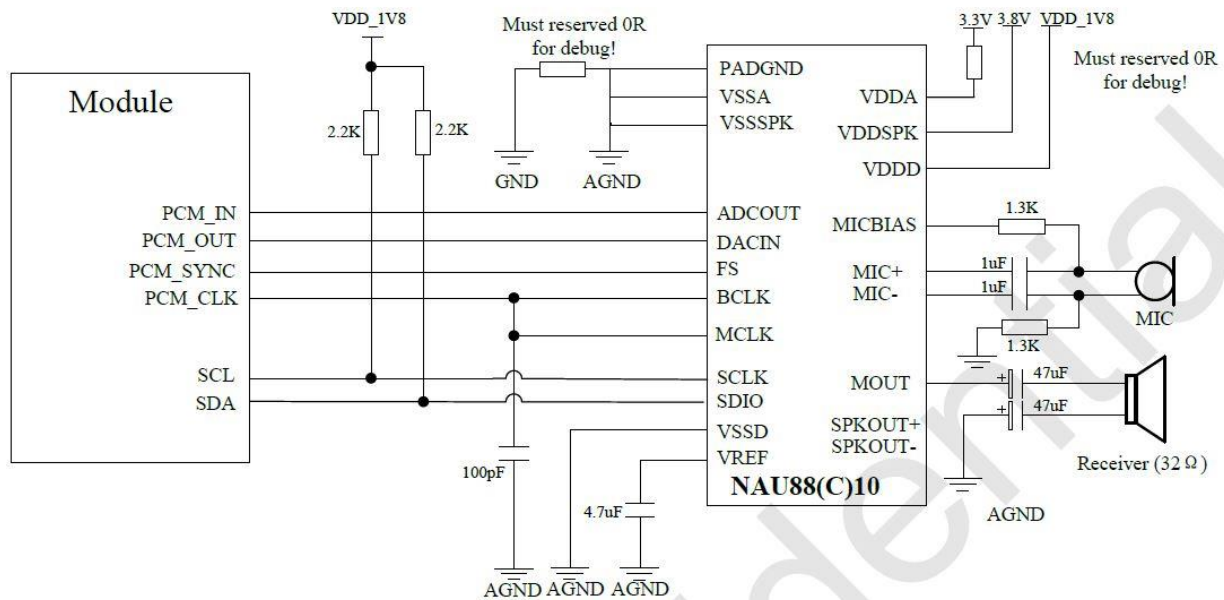 VDD_1V8
Must reserved 0R
for debug!
3.3V 3.8V VDD_1V8
Must reserved 0R
for debug!
Module
2.2K
2.2K
GND
AGND
PCM_IN
PCM_OUT
PCM_SYNC
PCM_CLK
SCL
SDA
PADGND
VSSA
VSSSPK
ADCOUT
DACIN
FS
BCLK
MCLK
SCLK
SDIO
VSSD
VREF
VDDA
VDDSPK
VDDD
MICBIAS
MIC+
MIC-
MOUT
SPKOUT+
SPKOUT-
NAU88(C)10
1.3K
1uF
1uF
MIC
1.3K
+ 47uF
+ 47uF
Receiver (32Ω)
AGND
100pF
4.7uF
AGND AGND AGND
dential